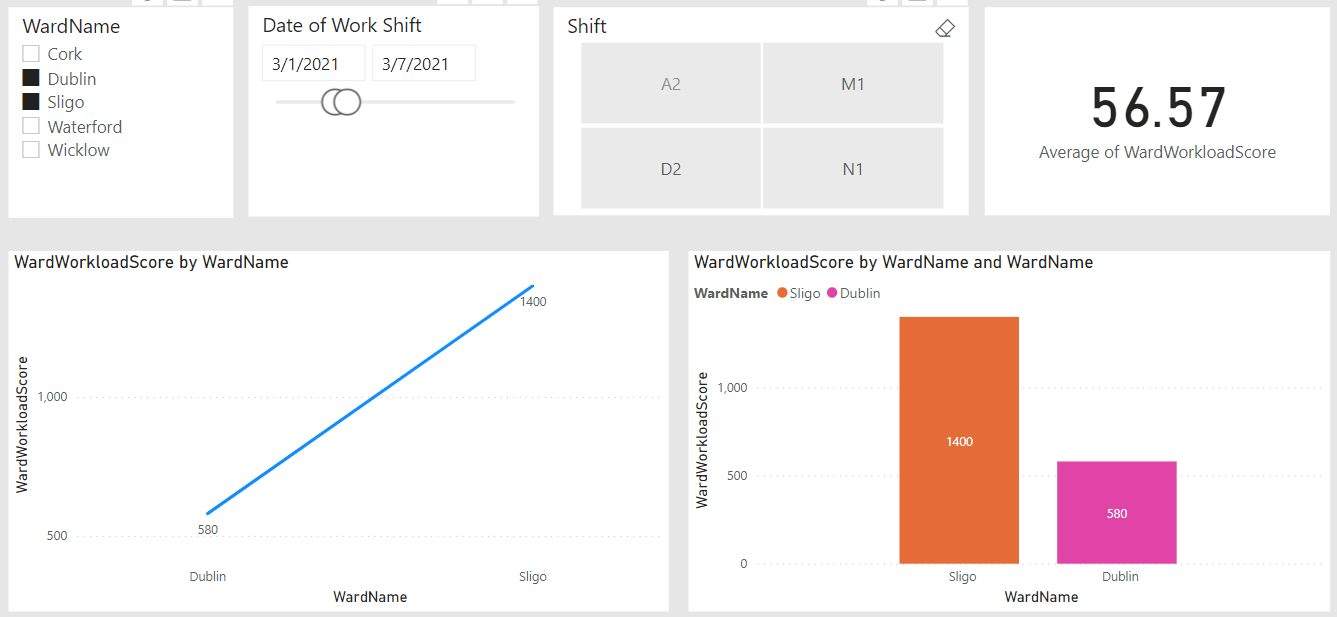 WardName
Cork
Dublin
Sligo
Waterford
Wicklow
Date of Work Shift
3/1/2021 3/7/2021
Shift
A2 M1
D2 N1
56.57
Average of WardWorkloadScore
WardWorkloadScore by WardName
WardWorkloadScore
1,000
500
1400
580
Dublin Sligo
WardName
WardWorkloadScore by WardName and WardName
WardName Sligo Dublin
WardWorkloadScore
1,000
500
0
1400
580
Sligo Dublin
WardName